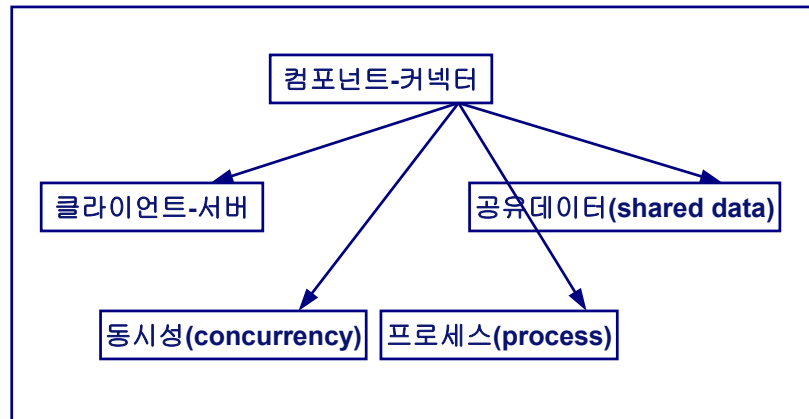 컴포넌트-커넥터
클라이언트-서버
공유데이터(shared data)
동시성(concurrency)
프로세스(process)